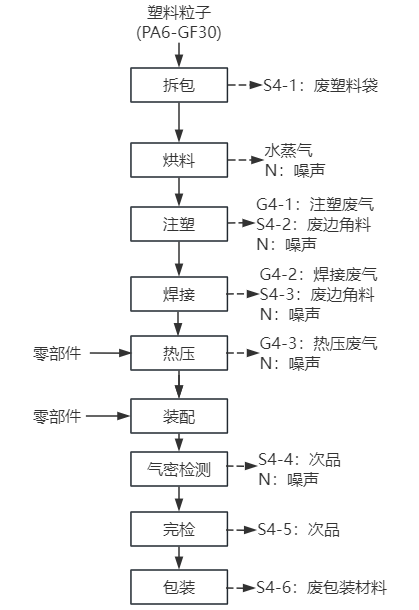 塑料粒子
(PA6-GF30)
拆包
S4-1：废塑料袋
烘料
水蒸气
N：噪声
注塑
G4-1：注塑废气
S4-2：废边角料
N：噪声
焊接
G4-2：焊接废气
S4-3：废边角料
N：噪声
零部件
热压
G4-3：热压废气
N：噪声
零部件
装配
气密检测
S4-4：次品
N：噪声
完检
S4-5：次品
包装
S4-6：废包装材料